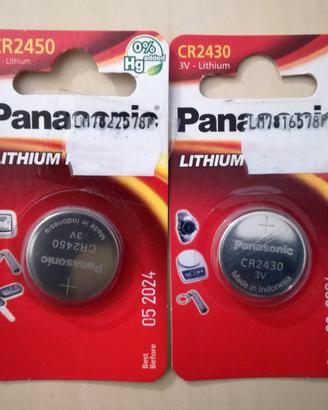 CR2450
- Lithium
0%
Hg added
Panasonic
LITHIUM
Made in Indonesia
3V
CR2450
Panasonic
05 2024
Best
Before
CR2430
3V - Lithium
Panasonic
LITHIUM
Panasonic
CR2430
3V
Made in Indonesia